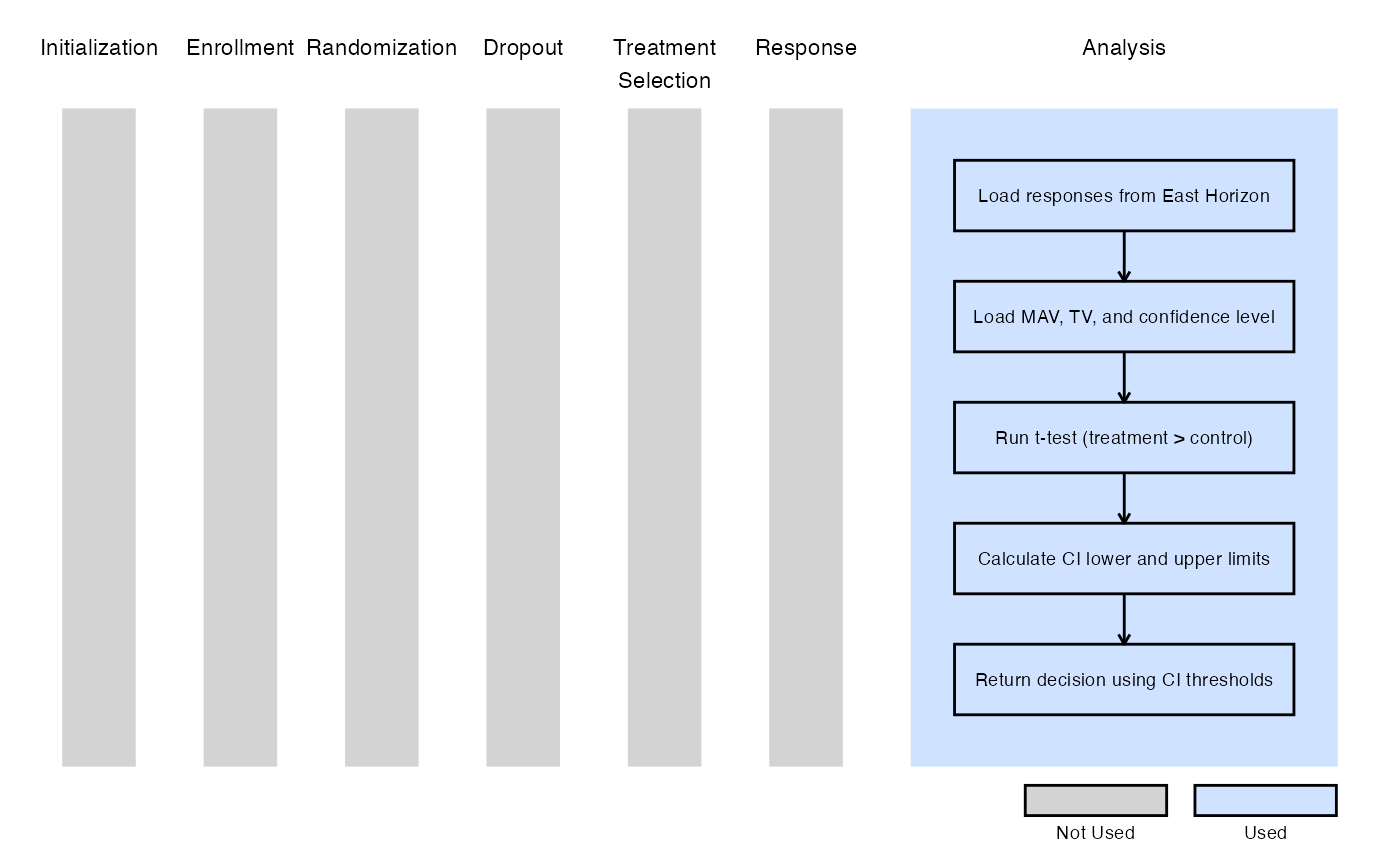 Initialization
Enrollment
Randomization
Dropout
Treatment
Selection
Response
Analysis
Load responses from East Horizon
Load MAV, TV, and confidence level
Run t-test (treatment > control)
Calculate CI lower and upper limits
Return decision using CI thresholds
Not Used
Used